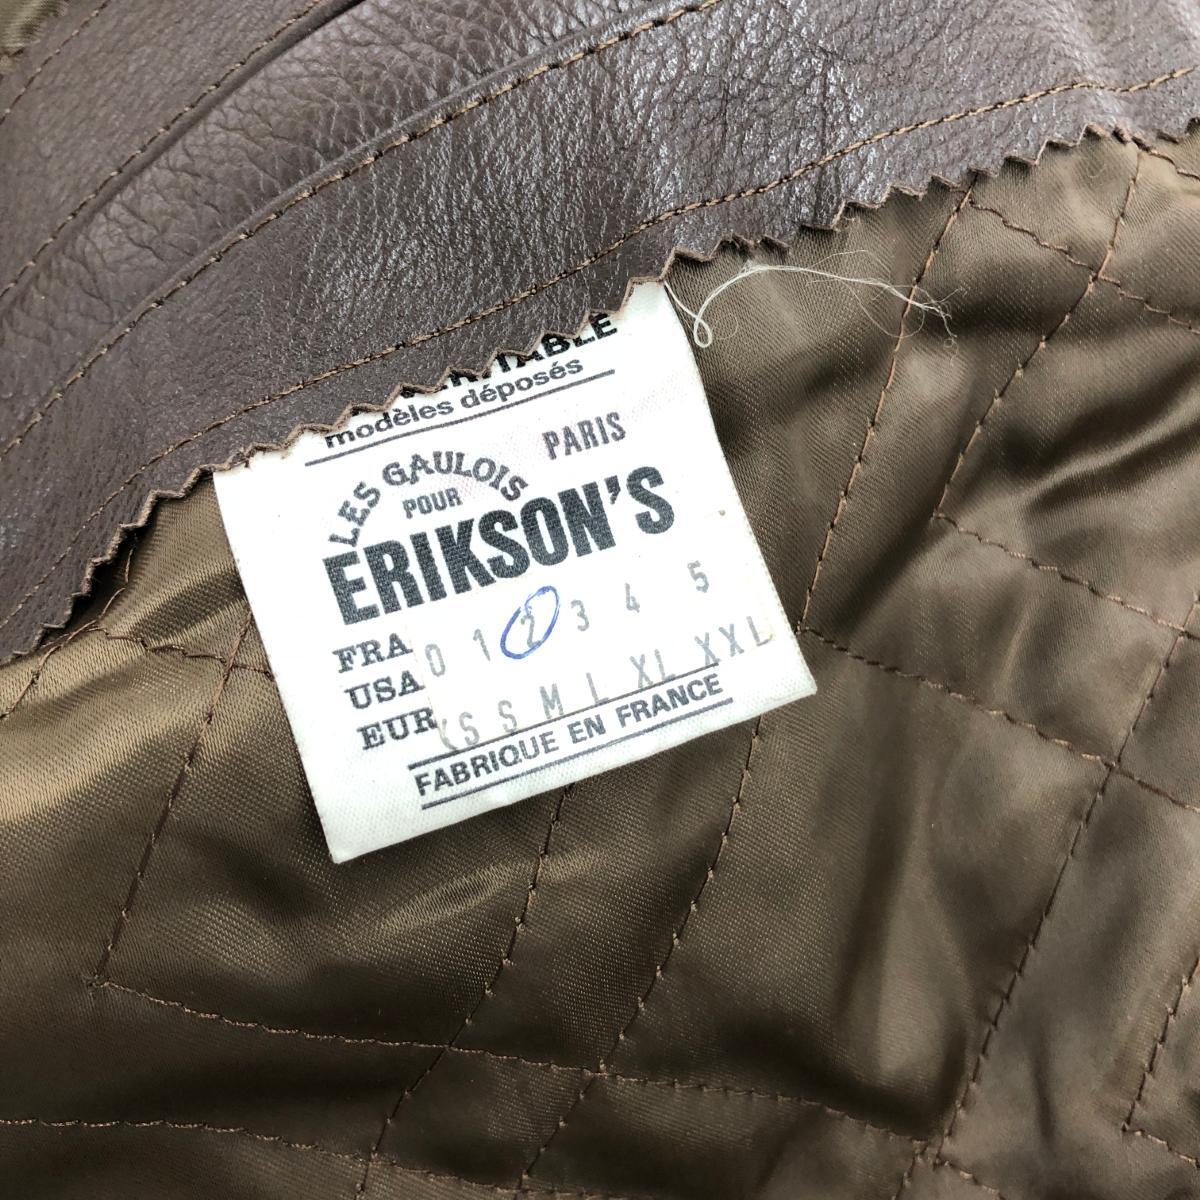 modèles déposés
PARIS
LES GAULOIS
POUR
ERIKSON'S
FRA 0 1 2 3 4 5
USA
EUR XS S M L XL XXL
FABRIQUE EN FRANCE